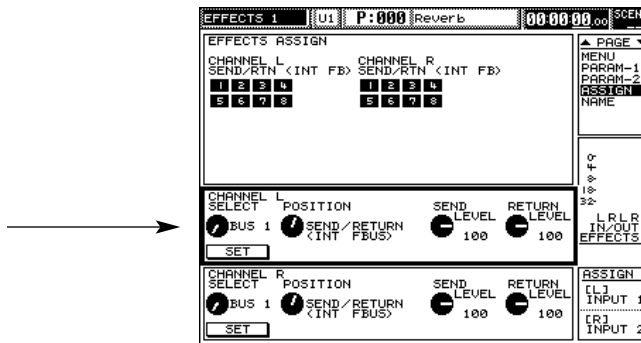 EFFECTS 1 U1 P:000 Reverb 00:00:00.00 SCEN
EFFECTS ASSIGN
CHANNEL L CHANNEL R
SEND/RTN (INT FB) SEND/RTN (INT FB)
1 2 3 4 1 2 3 4
5 6 7 8 5 6 7 8
▲ PAGE ▼
MENU
PARAM-1
PARAM-2
ASSIGN
NAME
0-
4-
8-
18-
32-
L R L R
IN/OUT
EFFECTS
CHANNEL L
SELECT POSITION SEND LEVEL RETURN LEVEL
BUS 1 SEND/RETURN (INT FBUS) 100 100
SET
CHANNEL R
SELECT POSITION SEND LEVEL RETURN LEVEL
BUS 1 SEND/RETURN (INT FBUS) 100 100
SET
ASSIGN
[L]
INPUT 1
[R]
INPUT 2